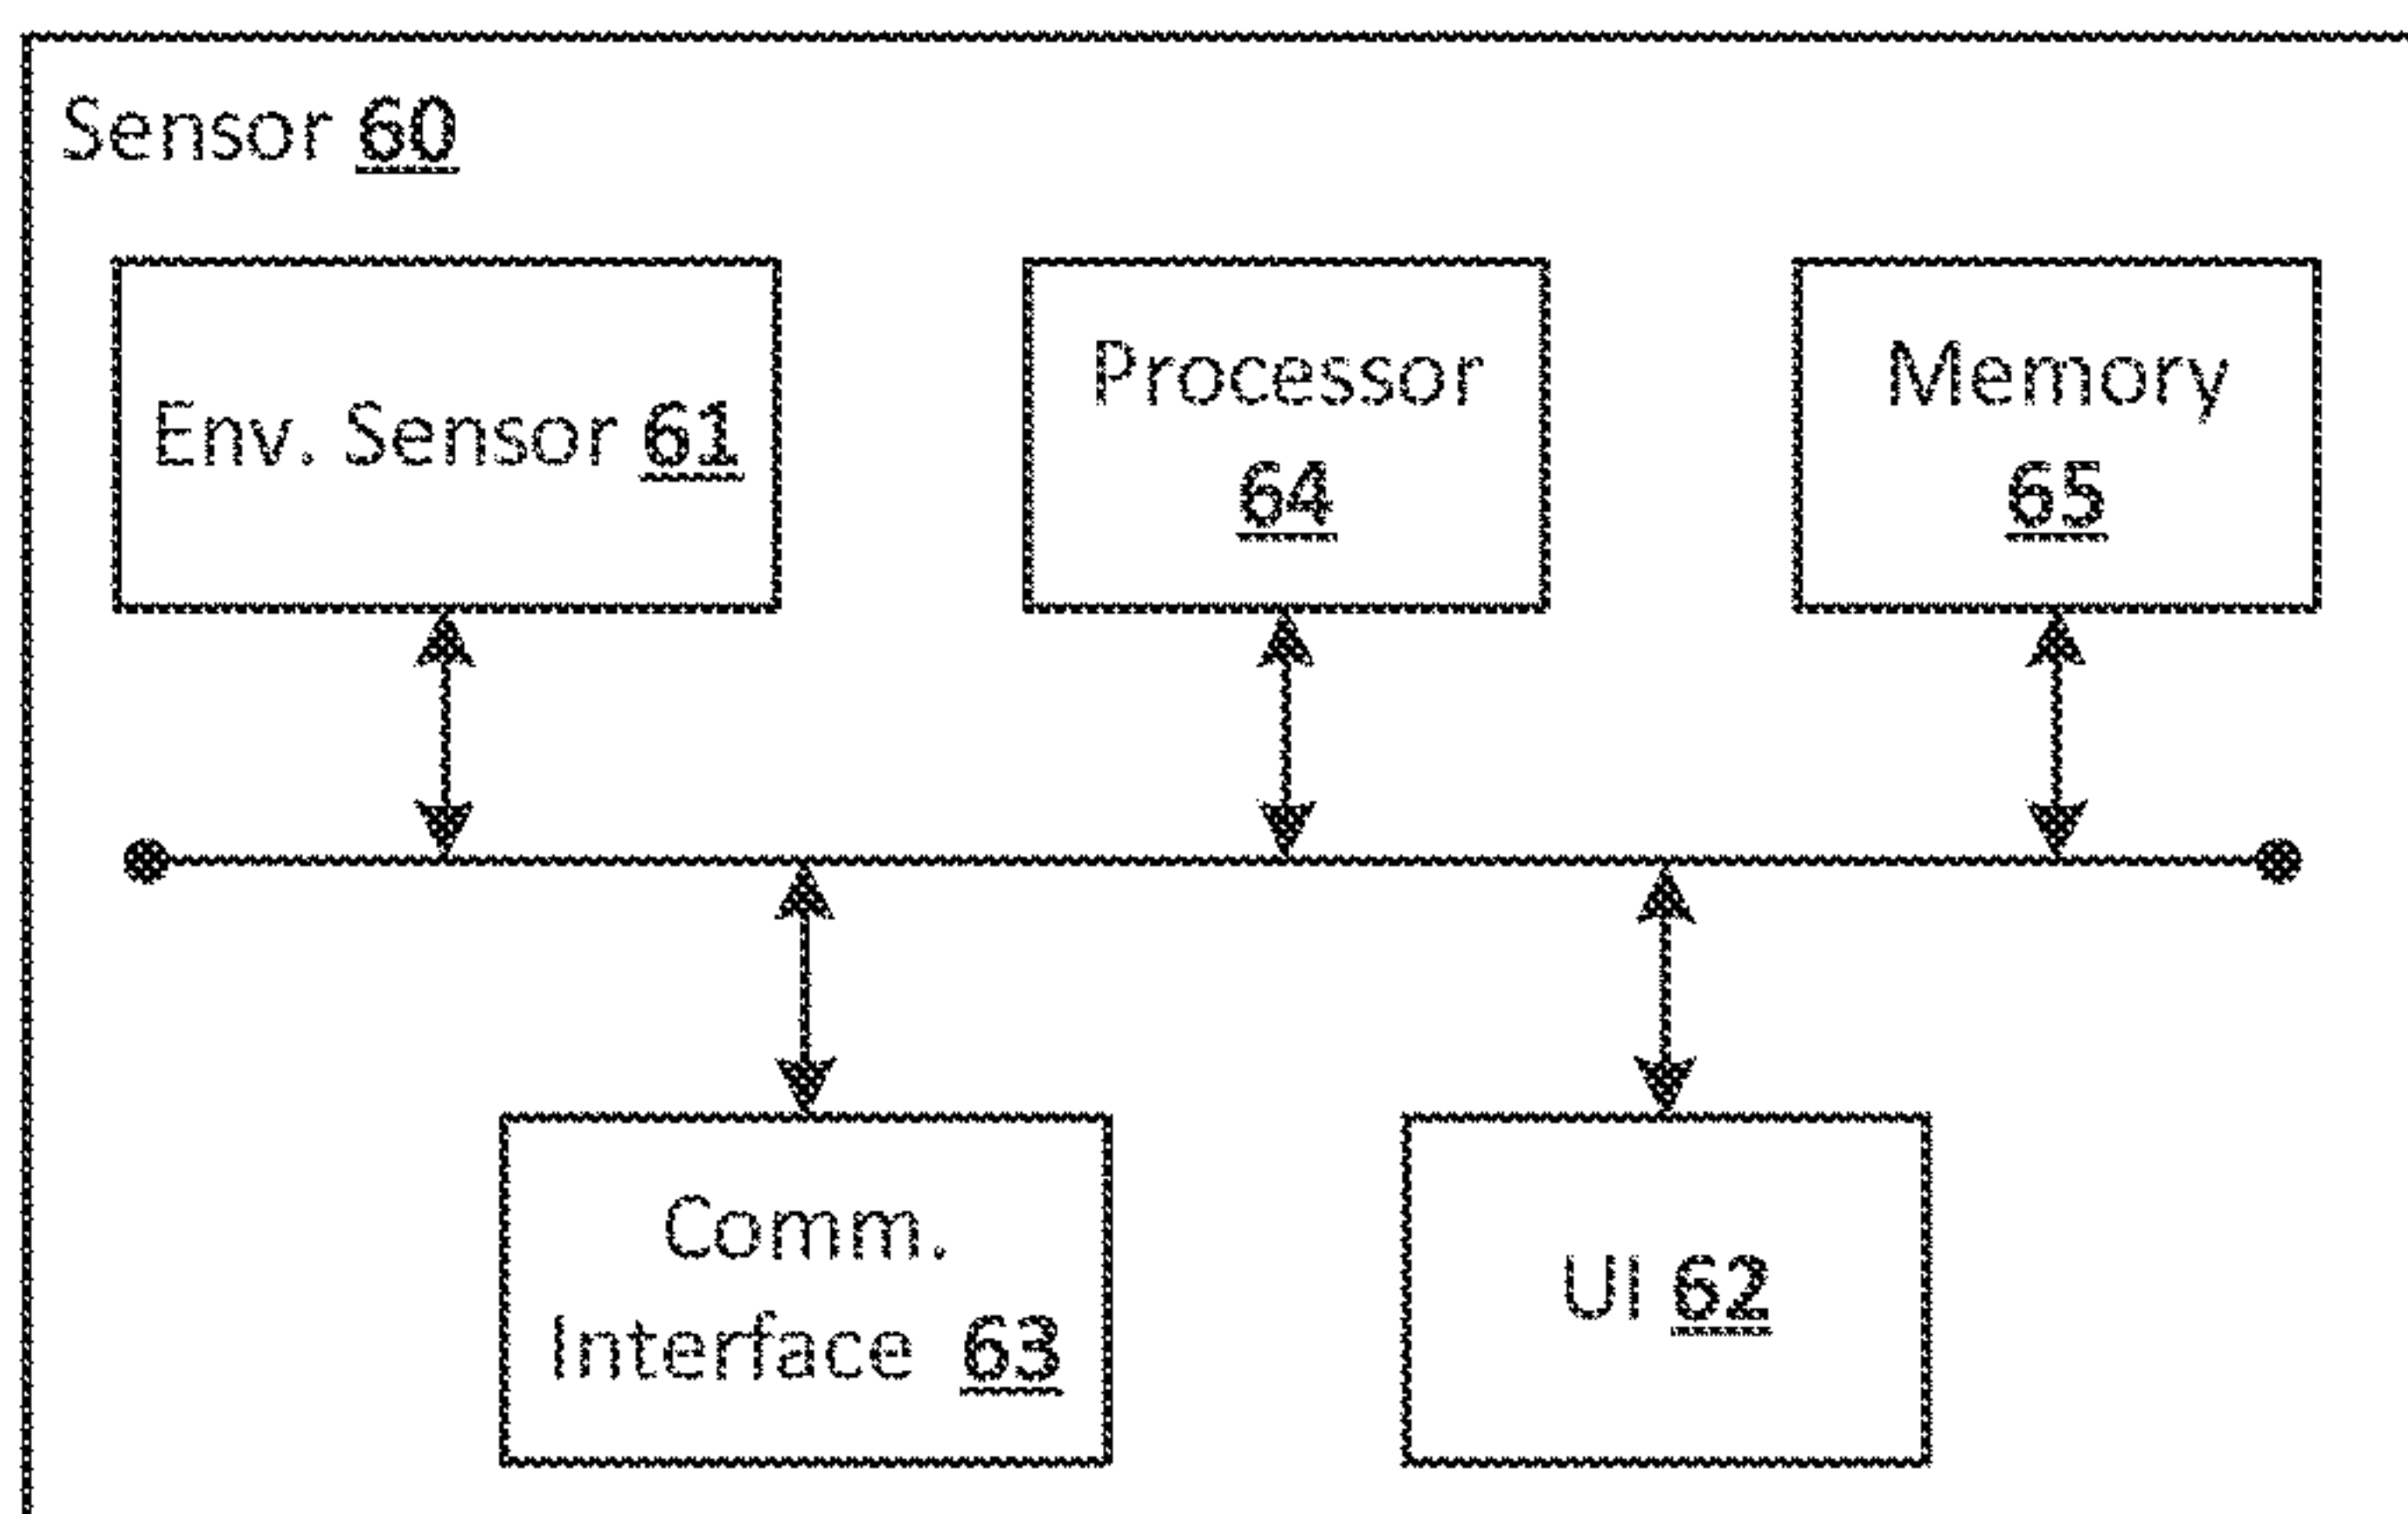 Sensor 60
Env. Sensor 61
Processor
64
Memory
65
Comm.
Interface 63
UI 62